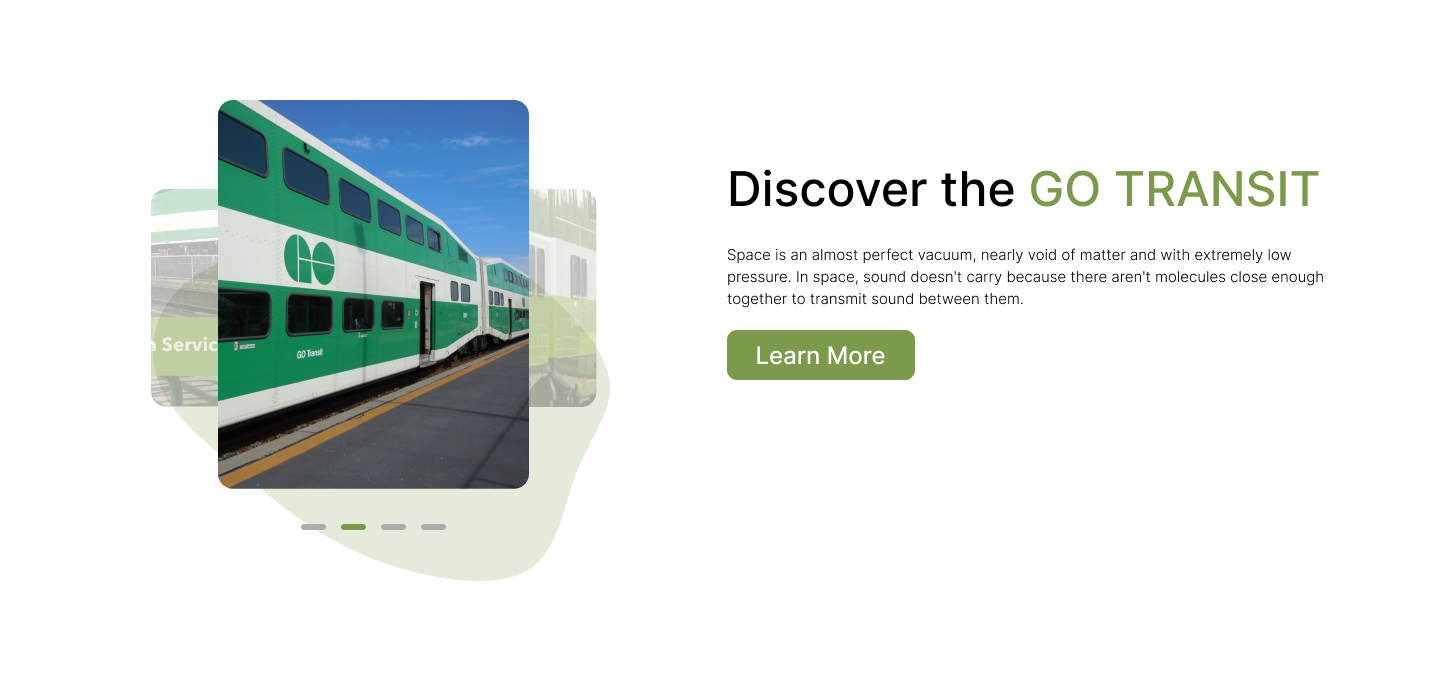 Discover the GO TRANSIT
Space is an almost perfect vacuum, nearly void of matter and with extremely low
pressure. In space, sound doesn't carry because there aren't molecules close enough
together to transmit sound between them.
Learn More
n Servic
GO
GO Transit